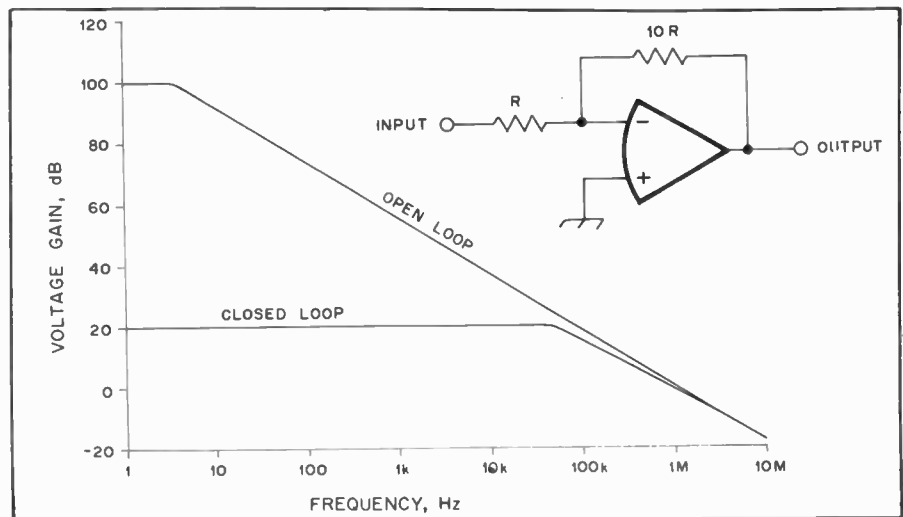 120
100
80
60
40
20
0
-20
VOLTAGE GAIN, dB
10 R
R
INPUT
-
+
OUTPUT
OPEN LOOP
CLOSED LOOP
1
10
100
1k
10k
100k
1M
10M
FREQUENCY, Hz